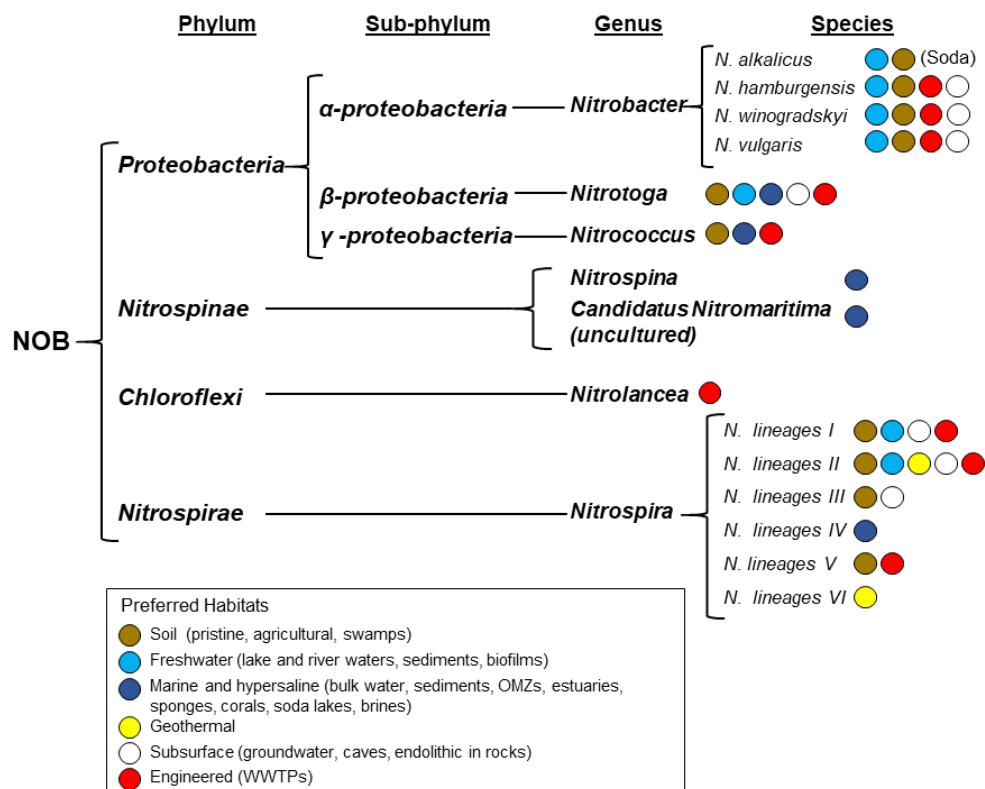 Phylum Sub-phylum Genus Species
N. alkalicus (Soda)
N. hamburgensis
α-proteobacteria Nitrobacter
N. winogradskyi
N. vulgaris
Proteobacteria
β-proteobacteria Nitrotoga
γ -proteobacteria Nitrococcus
Nitrospina
Nitrospinae
Candidatus Nitromaritima
(uncultured)
NOB
Chloroflexi Nitrolancea
N. lineages I
N. lineages II
N. lineages III
Nitrospirae Nitrospira
N. lineages IV
N. lineages V
N. lineages VI
Preferred Habitats
Soil (pristine, agricultural, swamps)
Freshwater (lake and river waters, sediments, biofilms)
Marine and hypersaline (bulk water, sediments, OMZs, estuaries,
sponges, corals, soda lakes, brines)
Geothermal
Subsurface (groundwater, caves, endolithic in rocks)
Engineered (WWTPs)